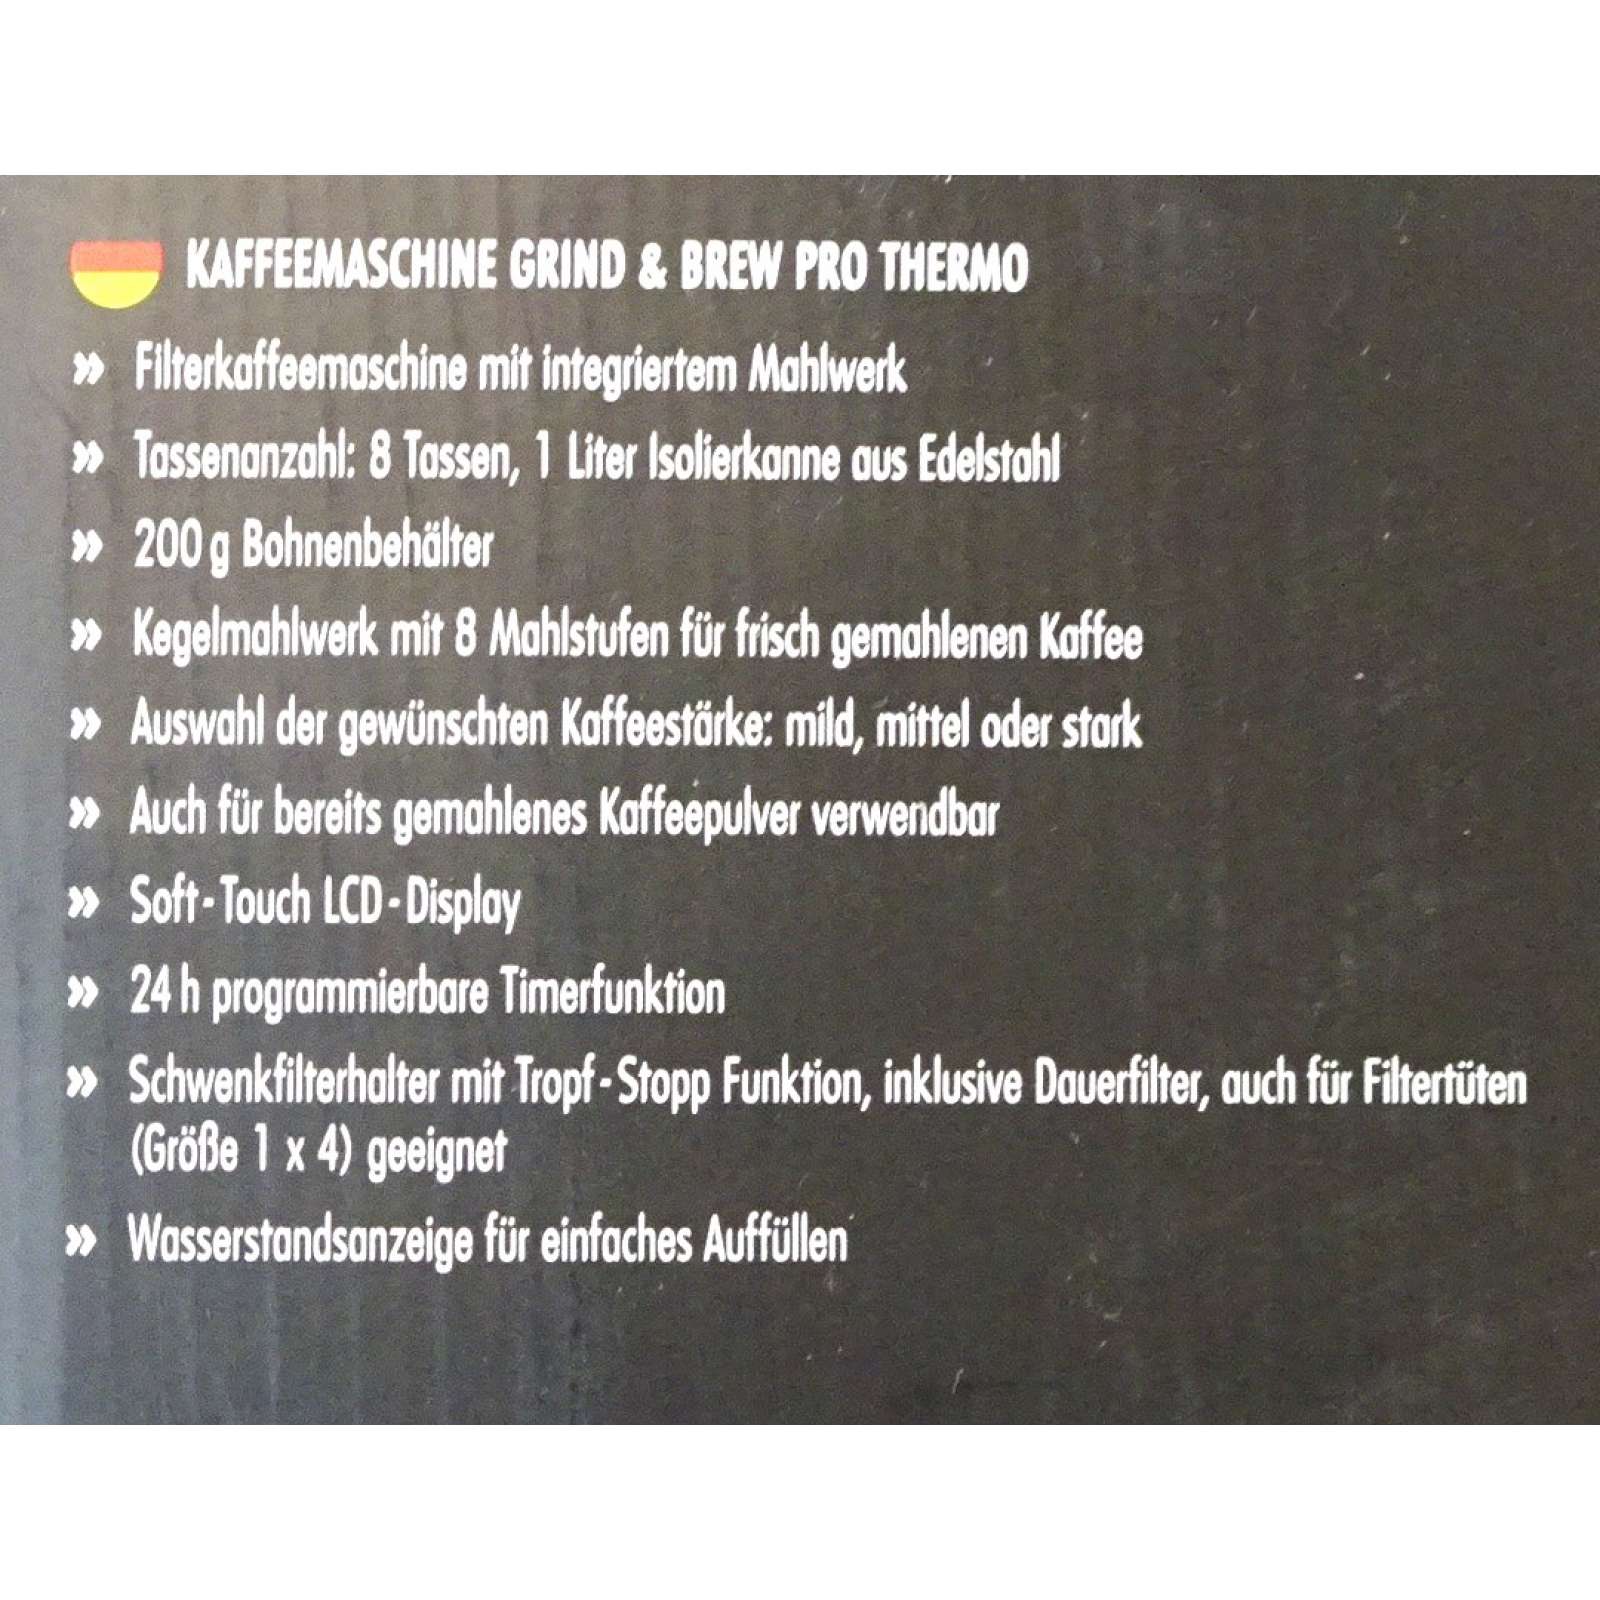 KAFFEEMASCHINE GRIND & BREW PRO THERMO
» Filterkaffeemaschine mit integriertem Mahlwerk
» Tassenanzahl: 8 Tassen, 1 Liter Isolierkanne aus Edelstahl
» 200 g Bohnenbehälter
» Kegelmahlwerk mit 8 Mahlstufen für frisch gemahlenen Kaffee
» Auswahl der gewünschten Kaffeestärke: mild, mittel oder stark
» Auch für bereits gemahlenes Kaffeepulver verwendbar
» Soft-Touch LCD-Display
» 24 h programmierbare Timerfunktion
» Schwenkfilterhalter mit Tropf-Stopp Funktion, inklusive Dauerfilter, auch für Filtertüten
(Größe 1 x 4) geeignet
» Wasserstandsanzeige für einfaches Auffüllen